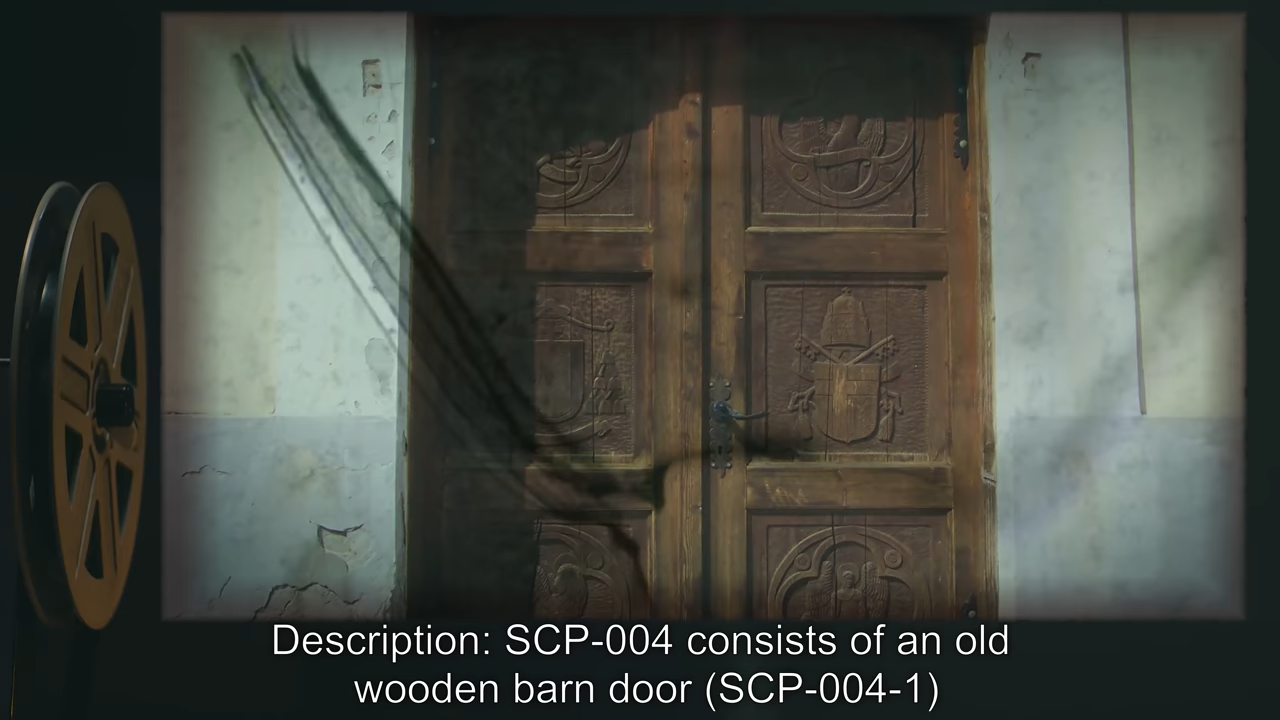 Description: SCP-004 consists of an old
wooden barn door (SCP-004-1)